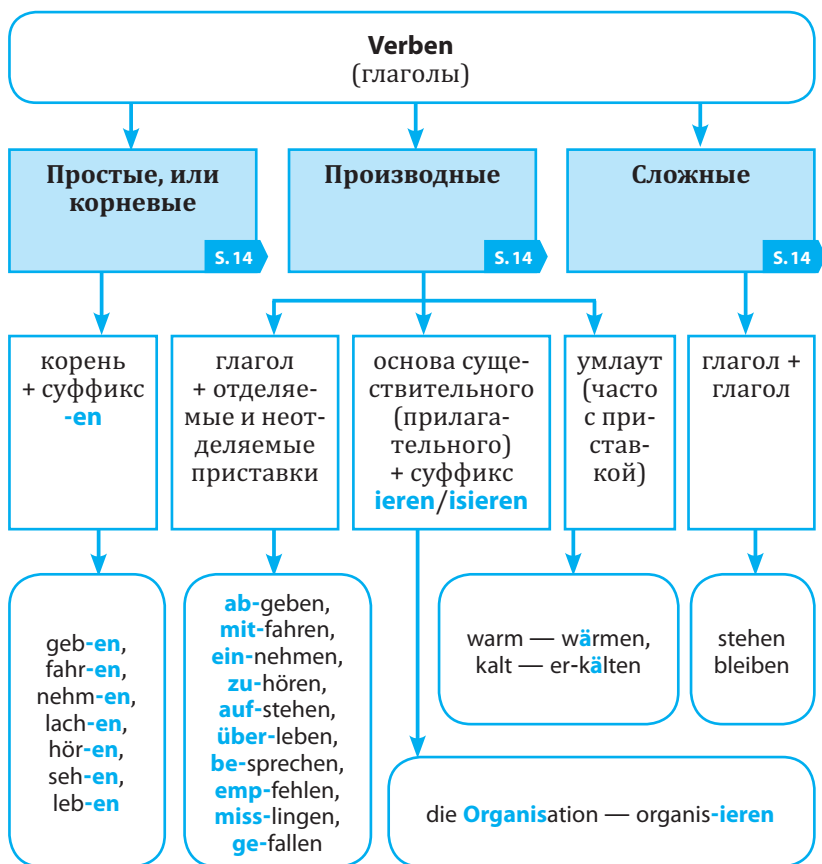 Verben
(глаголы)
Простые, или
корневые
S. 14
Производные
S. 14
Сложные
S. 14
корень
+ суффикс
-en
глагол
+ отделяе-
мые и неот-
деляемые
приставки
основа суще-
ствительного
(прилага-
тельного)
+ суффикс
ieren/isieren
умлаут
(часто
с при-
став-
кой)
глагол +
глагол
geb-en,
fahr-en,
nehm-en,
lach-en,
hör-en,
seh-en,
leb-en
ab-geben,
mit-fahren,
ein-nehmen,
zu-hören,
auf-stehen,
über-leben,
be-sprechen,
emp-fehlen,
miss-lingen,
ge-fallen
warm — wärmen,
kalt — er-kälten
stehen
bleiben
die Organisation — organis-ieren